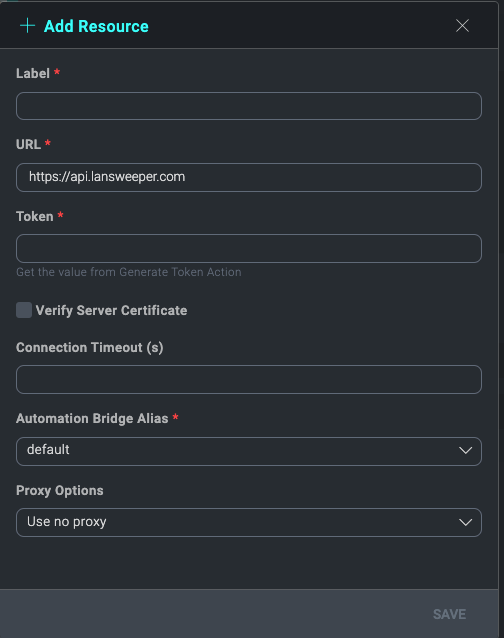 Add Resource
Label *
URL *
https://api.lansweeper.com
Token *
Get the value from Generate Token Action
Verify Server Certificate
Connection Timeout (s)
Automation Bridge Alias *
default
Proxy Options
Use no proxy
SAVE